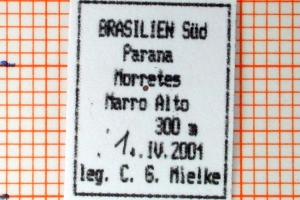 BRASILIEN Süd
Parana
Morretes
Marro Alto
300 m
1. .IV.2001
leg. C. G. Mielke